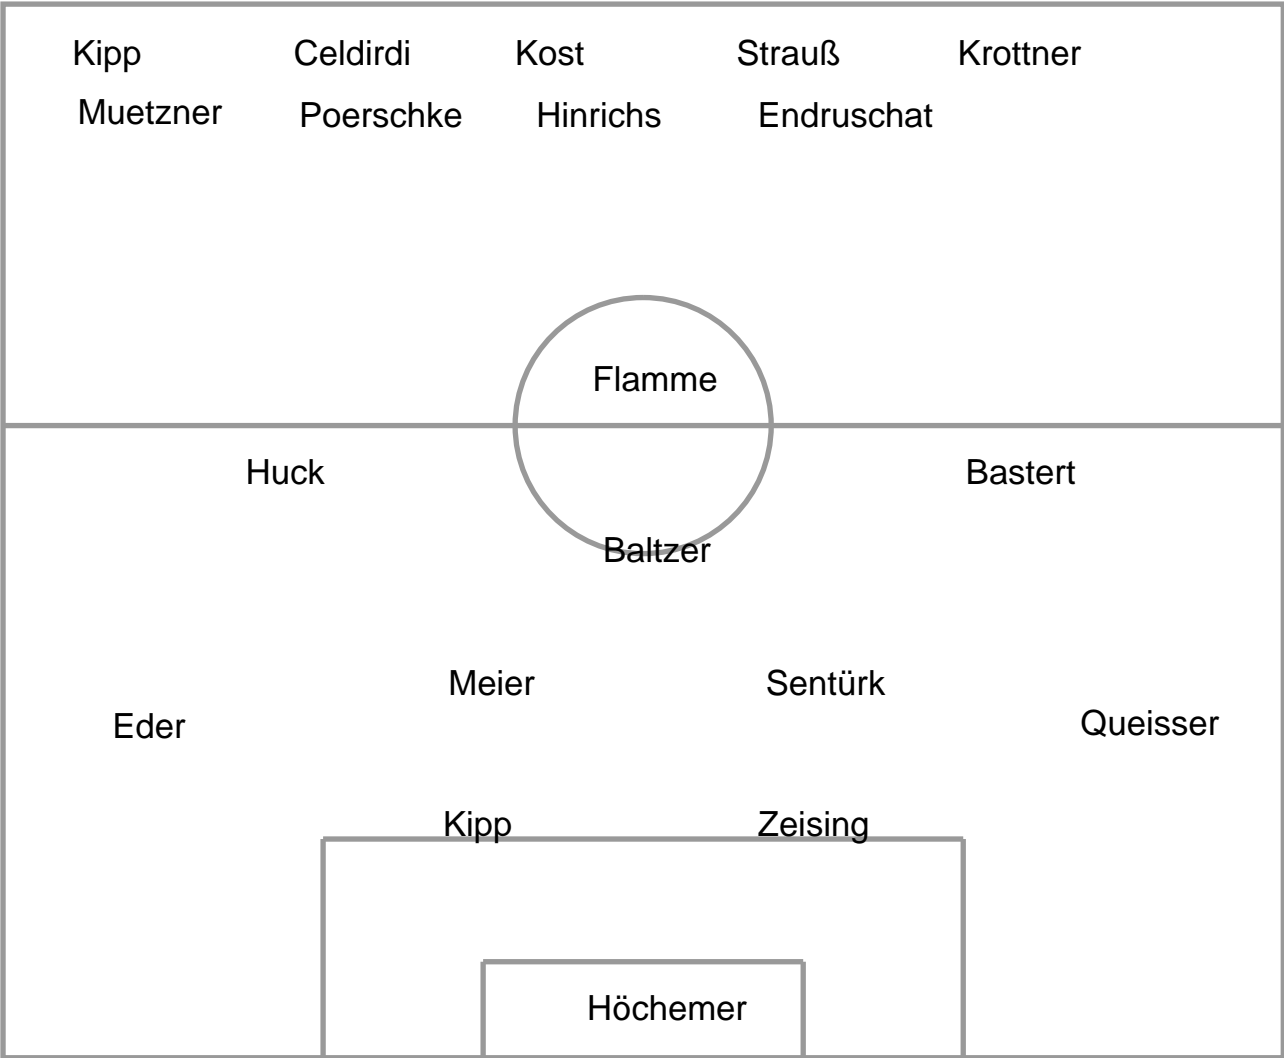 Kipp Celdirdi Kost Strauß Krottner
Muetzner Poerschke Hinrichs Endruschat
Flamme
Huck Bastert
Baltzer
Meier Sentürk
Eder Queisser
Kipp Zeising
Höchemer